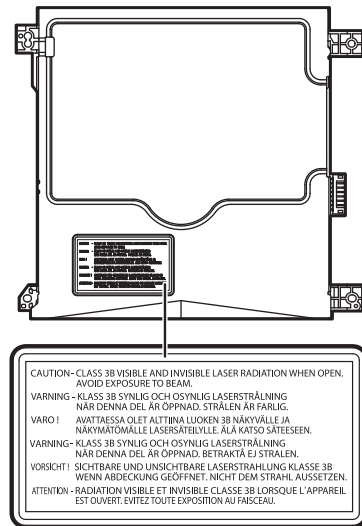 CAUTION - CLASS 3B VISIBLE AND INVISIBLE LASER RADIATION WHEN OPEN.
AVOID EXPOSURE TO BEAM.
VARNING - KLASS 3B SYNLIG OCH OSYNLIG LASERSTRÅLNING
NÄR DENNA DEL ÄR ÖPPNAD. STRÅLEN ÄR FARLIG.
VARO ! AVATTAESSA OLET ALTTIINA LUOKEN 3B NÄKYVÄLLE JA
NÄKYMÄTÖMÄLLE LASERSÄTEILYLLE. ÄLÄ KATSO SÄTEESEEN.
VARNING- KLASS 3B SYNLIG OCH OSYNLIG LASERSTRÅLNING
NÄR DENNA DEL ÄR ÖPPNAD. BETRAKTA EJ STRALEN.
VORSICHT ! SICHTBARE UND UNSICHTBARE LASERSTRAHLUNG KLASSE 3B
WENN ABDECKUNG GEÖFFNET. NICHT DEM STRAHL AUSSETZEN.
ATTENTION - RADIATION VISIBLE ET INVISIBLE CLASSE 3B LORSQUE L'APPAREIL
EST OUVERT. EVITEZ TOUTE EXPOSITION AU FAISCEAU.